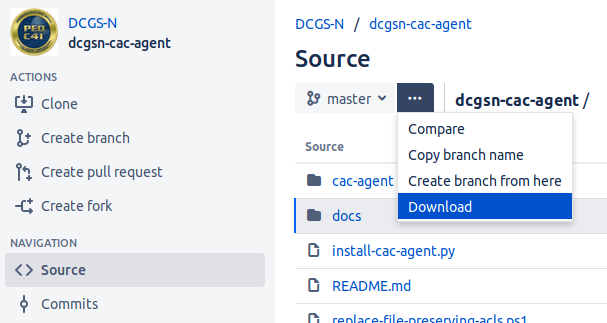 PEO
C4I
DCGS-N
dcgsn-cac-agent
ACTIONS
Clone
Create branch
Create pull request
Create fork
NAVIGATION
Source
Commits
DCGS-N / dcgsn-cac-agent
Source
master ··· dcgsn-cac-agent /
Compare
Copy branch name
Create branch from here
Download
Source
cac-agent
docs
install-cac-agent.py
README.md
replace-file-preserving-acls.ps1